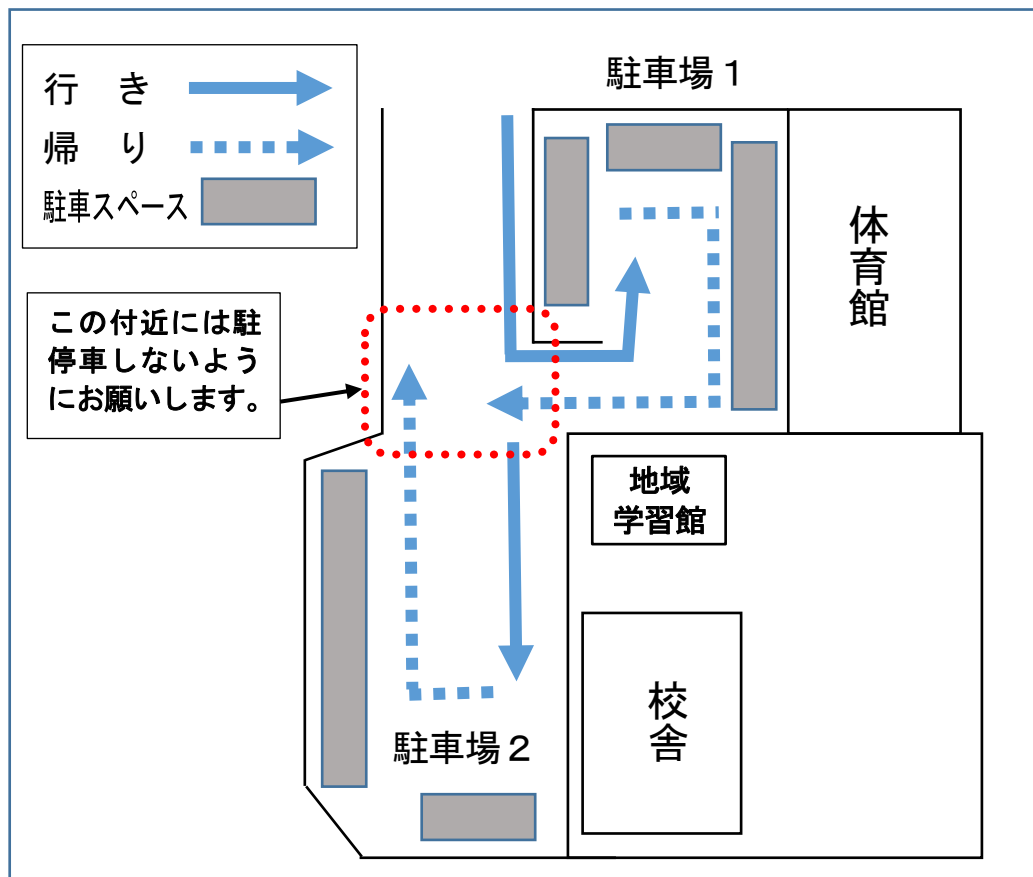 駐車場１
行　き
帰　り
駐車スペース
体育館
この付近には駐
停車しないよう
にお願いします。
地域
学習館
校舎
駐車場２